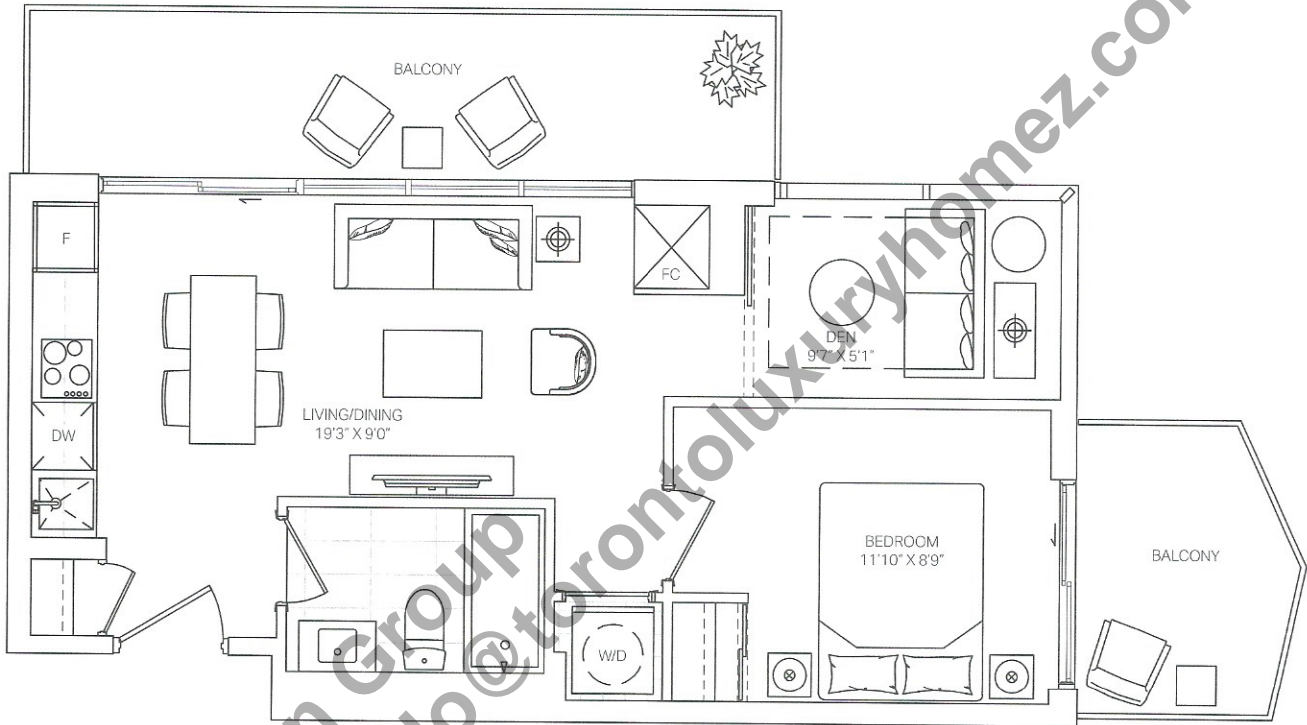 BALCONY
F
FC
DEN
9'7" X 5'1"
LIVING/DINING
19'3" X 9'0"
DW
BEDROOM
11'10" X 8'9"
BALCONY
W/D
Group
@torontoluxuryhomez.com